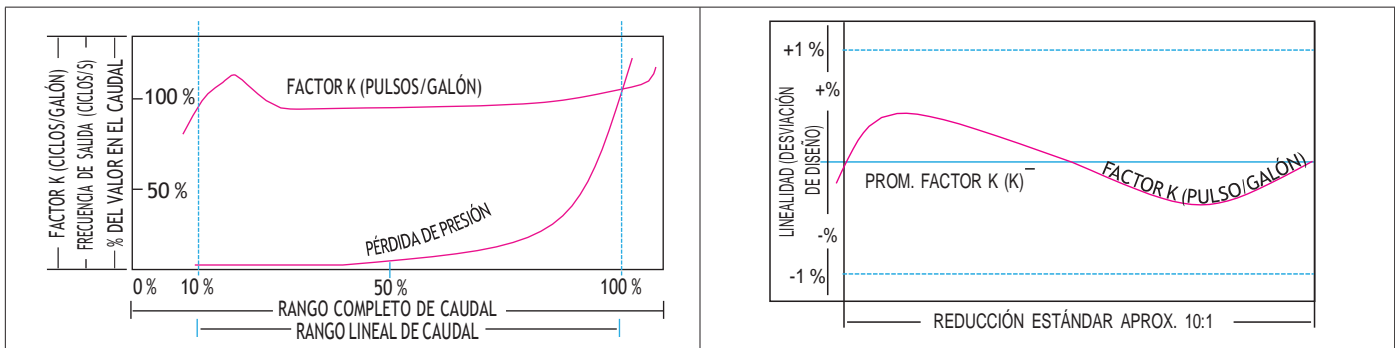 FACTOR K (CICLOS/GALÓN)
FRECUENCIA DE SALIDA (CICLOS/S)
% DEL VALOR EN EL CAUDAL
100 %
50 %
FACTOR K (PULSOS/GALÓN)
PÉRDIDA DE PRESIÓN
0 % 10 % 50 % 100 %
RANGO COMPLETO DE CAUDAL
RANGO LINEAL DE CAUDAL
LINEALIDAD (DESVIACIÓN
DE DISEÑO)
+1 %
+%
-%
-1 %
PROM. FACTOR K (K)‾
FACTOR K (PULSO/GALÓN)
REDUCCIÓN ESTÁNDAR APROX. 10:1